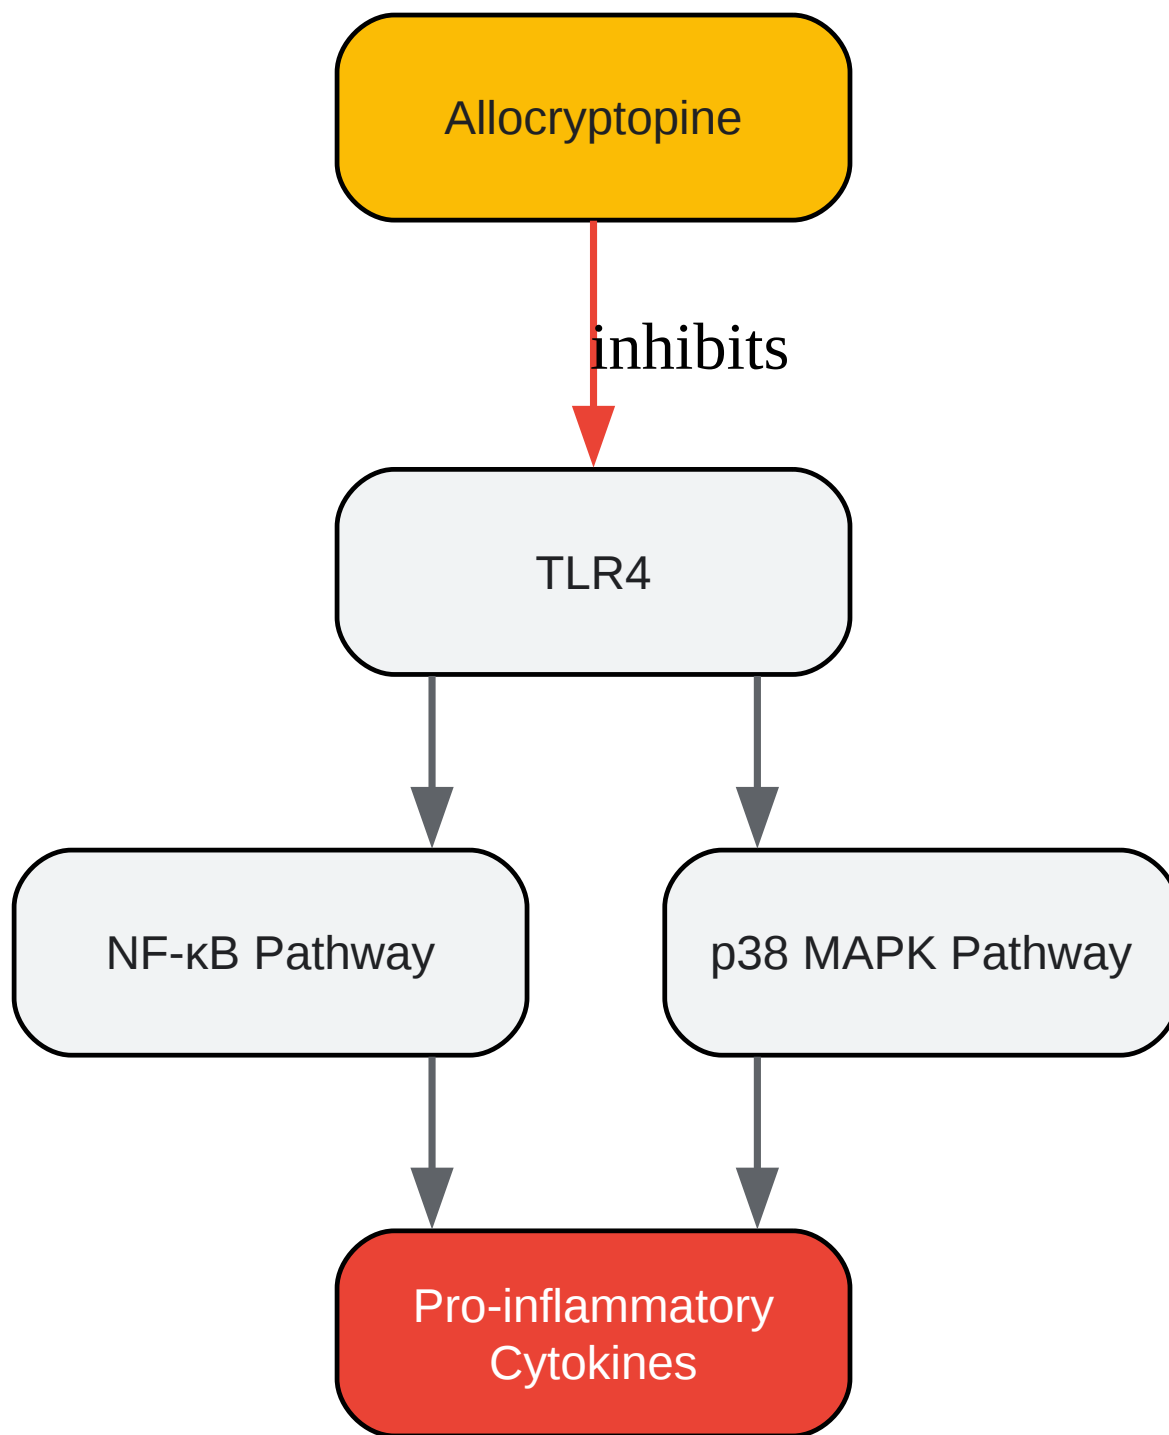 Allocryptopine
inhibits
TLR4
NF-κB Pathway
p38 MAPK Pathway
Pro-inflammatory
Cytokines